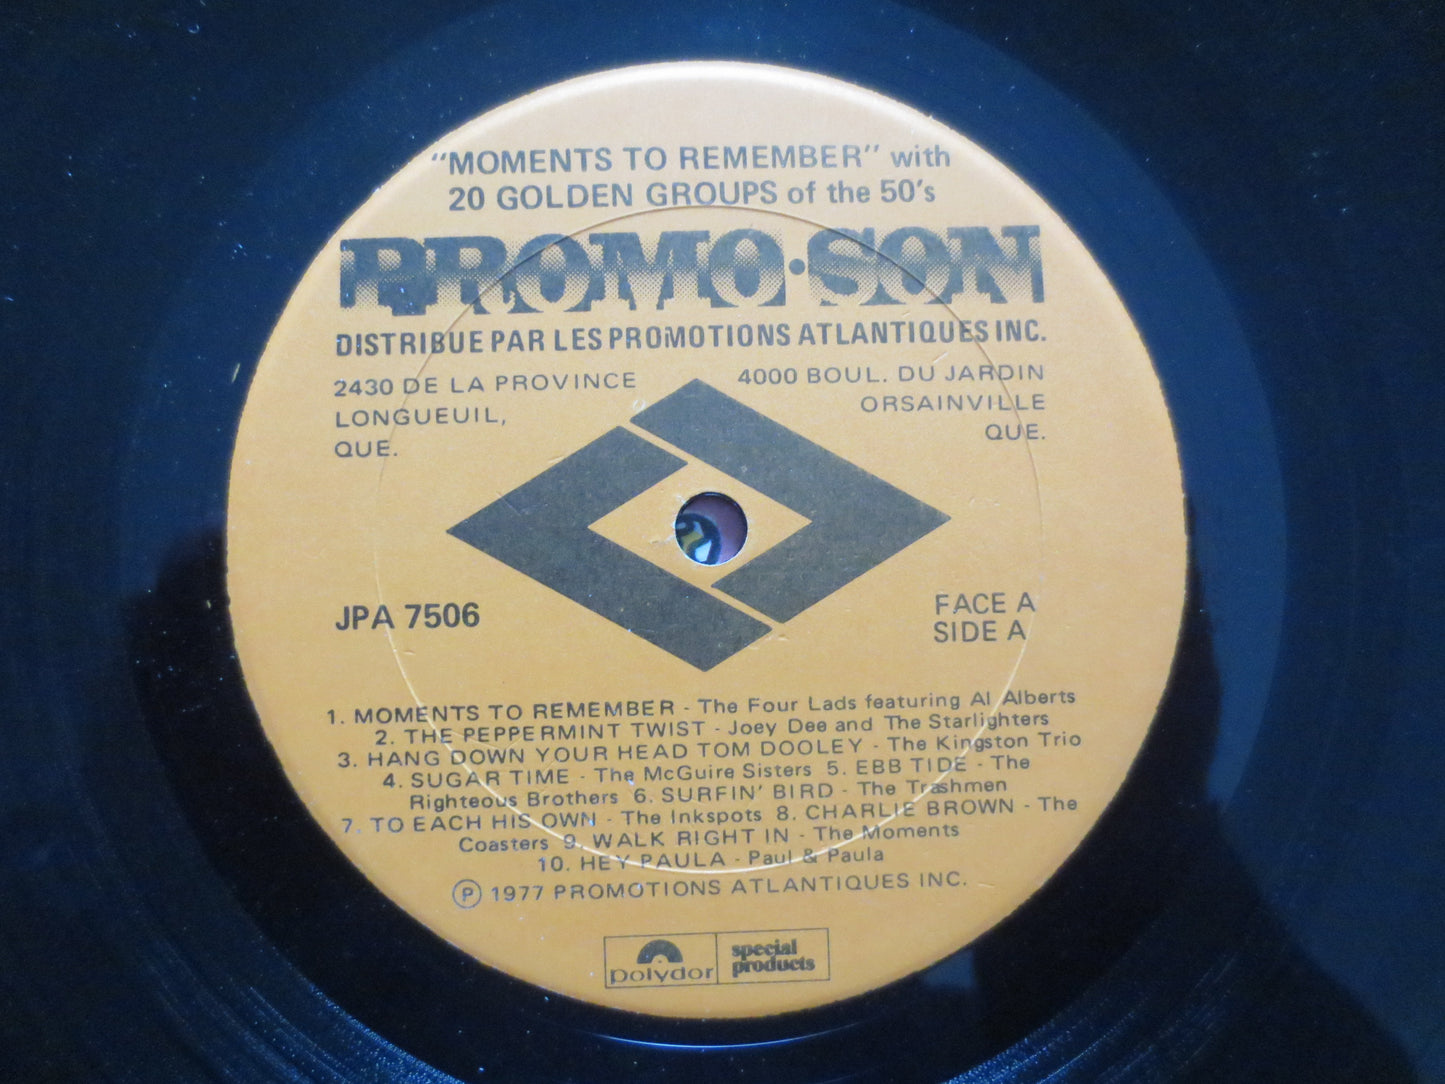 "MOMENTS TO REMEMBER" with
20 GOLDEN GROUPS of the 50's
PROMO·SON
DISTRIBUE PAR LES PROMOTIONS ATLANTIQUES INC.
2430 DE LA PROVINCE
LONGUEUIL,
QUE.
4000 BOUL. DU JARDIN
ORSAINVILLE
QUE.
JPA 7506
FACE A
SIDE A
1. MOMENTS TO REMEMBER - The Four Lads featuring Al Alberts
2. THE PEPPERMINT TWIST - Joey Dee and The Starlighters
3. HANG DOWN YOUR HEAD TOM DOOLEY - The Kingston Trio
4. SUGAR TIME - The McGuire Sisters 5. EBB TIDE - The
Righteous Brothers 6. SURFIN' BIRD - The Trashmen
7. TO EACH HIS OWN - The Inkspots 8. CHARLIE BROWN - The
Coasters 9. WALK RIGHT IN - The Moments
10. HEY PAULA - Paul & Paula
℗ 1977 PROMOTIONS ATLANTIQUES INC.
polydor
special
products